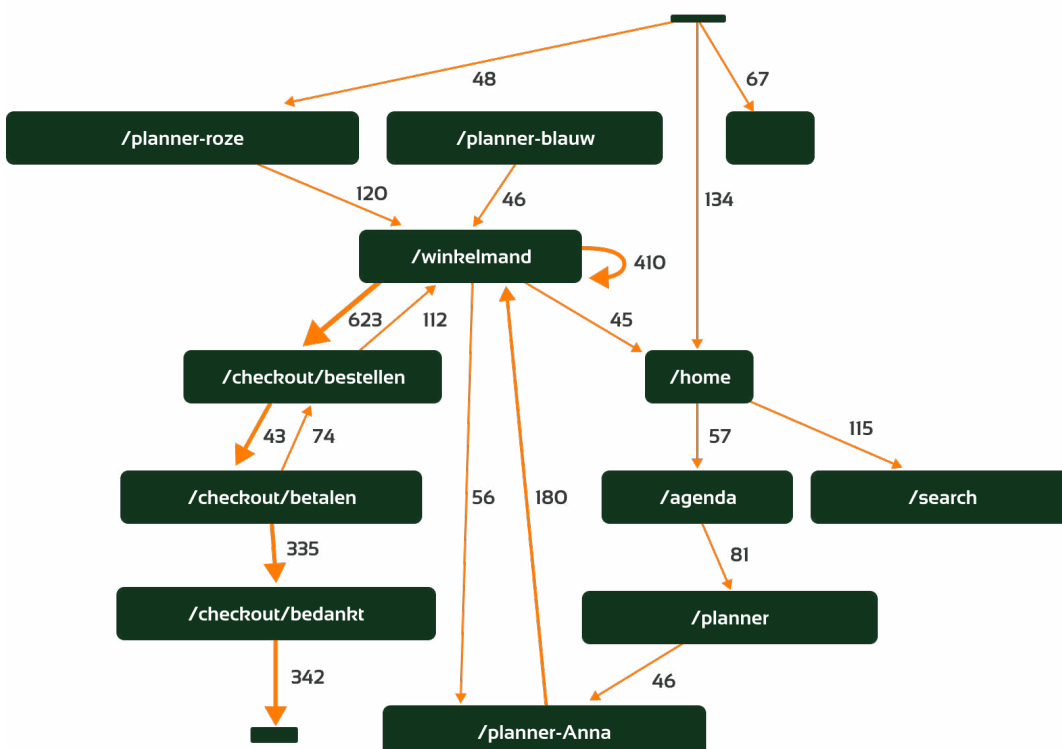 48
67
/planner-roze
/planner-blauw
120
46
134
/winkelmand
410
623
112
45
/checkout/bestellen
/home
43
74
57
115
/checkout/betalen
56
180
/agenda
/search
335
81
/checkout/bedankt
/planner
342
46
/planner-Anna